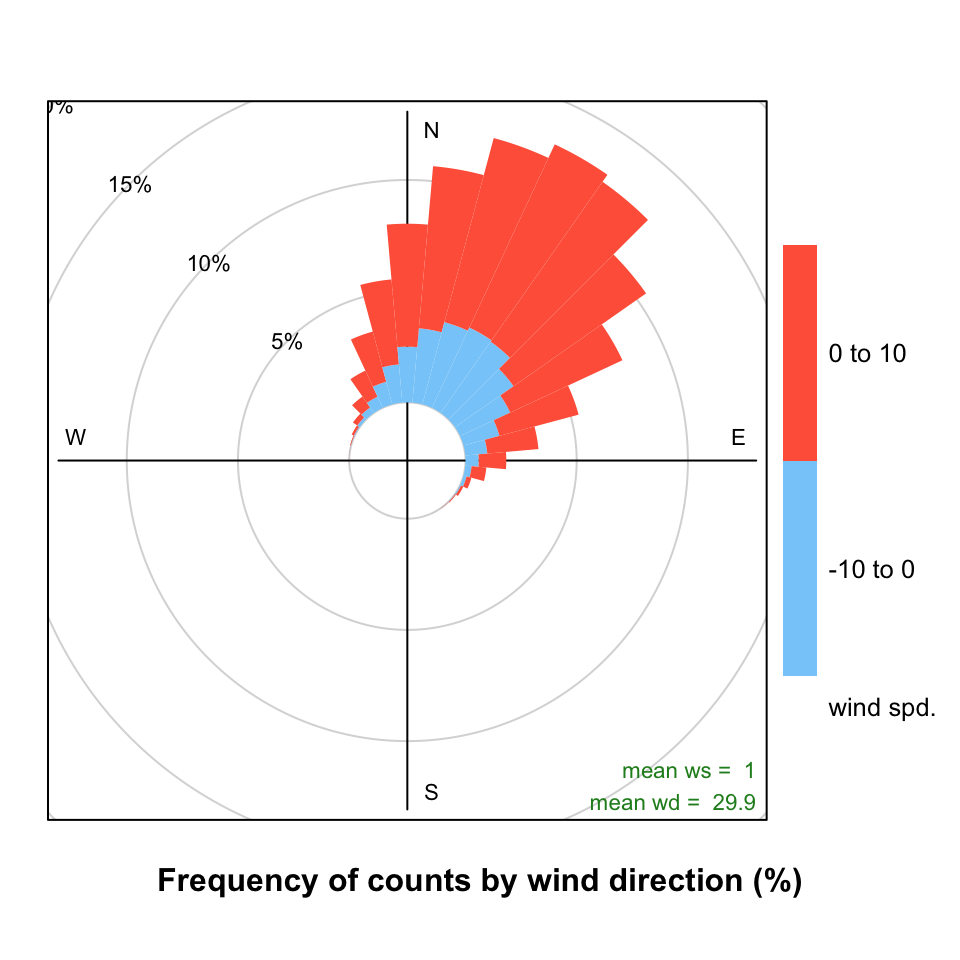 N
15%
10%
5%
W
E
0 to 10
-10 to 0
wind spd.
mean ws = 1
S
mean wd = 29.9
Frequency of counts by wind direction (%)